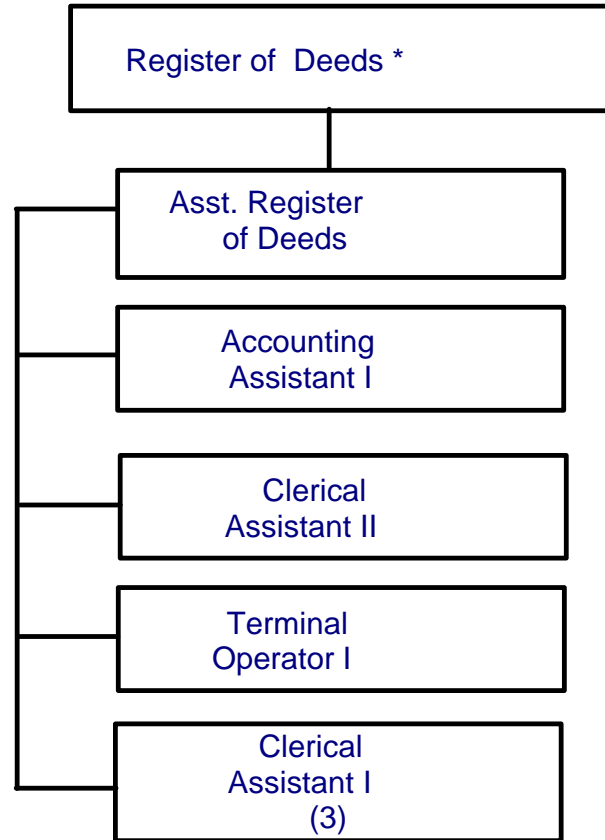 Register of Deeds *
Asst. Register
of Deeds
Accounting
Assistant I
Clerical
Assistant II
Terminal
Operator I
Clerical
Assistant I
(3)